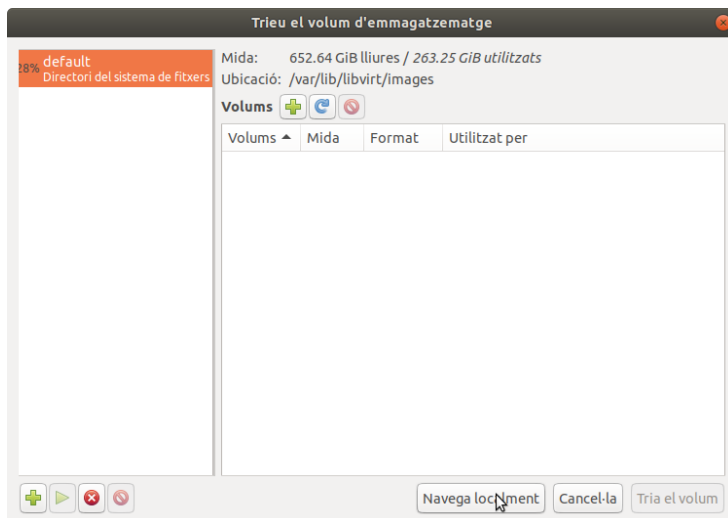 Trieu el volum d'emmagatzematge
28% default
Directori del sistema de fitxers
Mida: 652.64 GiB lliures / 263.25 GiB utilitzats
Ubicació: /var/lib/libvirt/images
Volums
Volums Mida Format Utilitzat per
Navega localment Cancel·la Tria el volum